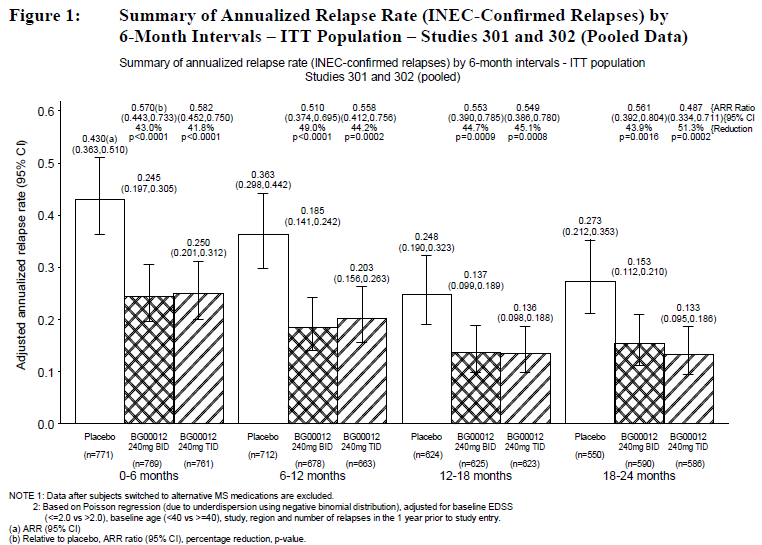 Figure 1: Summary of Annualized Relapse Rate (INEC-Confirmed Relapses) by
6-Month Intervals – ITT Population – Studies 301 and 302 (Pooled Data)
Summary of annualized relapse rate (INEC-confirmed relapses) by 6-month intervals - ITT population
Studies 301 and 302 (pooled)
Adjusted annualized relapse rate (95% CI)
0.6
0.5
0.4
0.3
0.2
0.1
0.0
0.570(b) 0.582 0.510 0.558 0.553 0.549 0.561 0.487 {ARR Ratio
(0.443,0.733) (0.452,0.750) (0.374,0.695) (0.412,0.756) (0.390,0.785) (0.386,0.780) (0.392,0.804) (0.334,0.711) {95% CI
43.0% 41.8% 49.0% 44.2% 44.7% 45.1% 43.9% 51.3% {Reduction
p<0.0001 p<0.0001 p<0.0001 p=0.0002 p=0.0009 p=0.0008 p=0.0016 p=0.0002
0.430(a)
(0.363,0.510)
0.245
(0.197,0.305)
0.250
(0.201,0.312)
0.363
(0.298,0.442)
0.185
(0.141,0.242)
0.203
(0.156,0.263)
0.248
(0.190,0.323)
0.137
(0.099,0.189)
0.136
(0.098,0.188)
0.273
(0.212,0.353)
0.153
(0.112,0.210)
0.133
(0.095,0.186)
Placebo BG00012 BG00012 Placebo BG00012 BG00012 Placebo BG00012 BG00012 Placebo BG00012 BG00012
240mg BID 240mg TID 240mg BID 240mg TID 240mg BID 240mg TID 240mg BID 240mg TID
(n=771) (n=769) (n=761) (n=712) (n=678) (n=663) (n=624) (n=625) (n=623) (n=550) (n=590) (n=586)
0-6 months 6-12 months 12-18 months 18-24 months
NOTE 1: Data after subjects switched to alternative MS medications are excluded.
2: Based on Poisson regression (due to underdispersion using negative binomial distribution), adjusted for baseline EDSS
(<=2.0 vs >2.0), baseline age (<40 vs >=40), study, region and number of relapses in the 1 year prior to study entry.
(a) ARR (95% CI)
(b) Relative to placebo, ARR ratio (95% CI), percentage reduction, p-value.